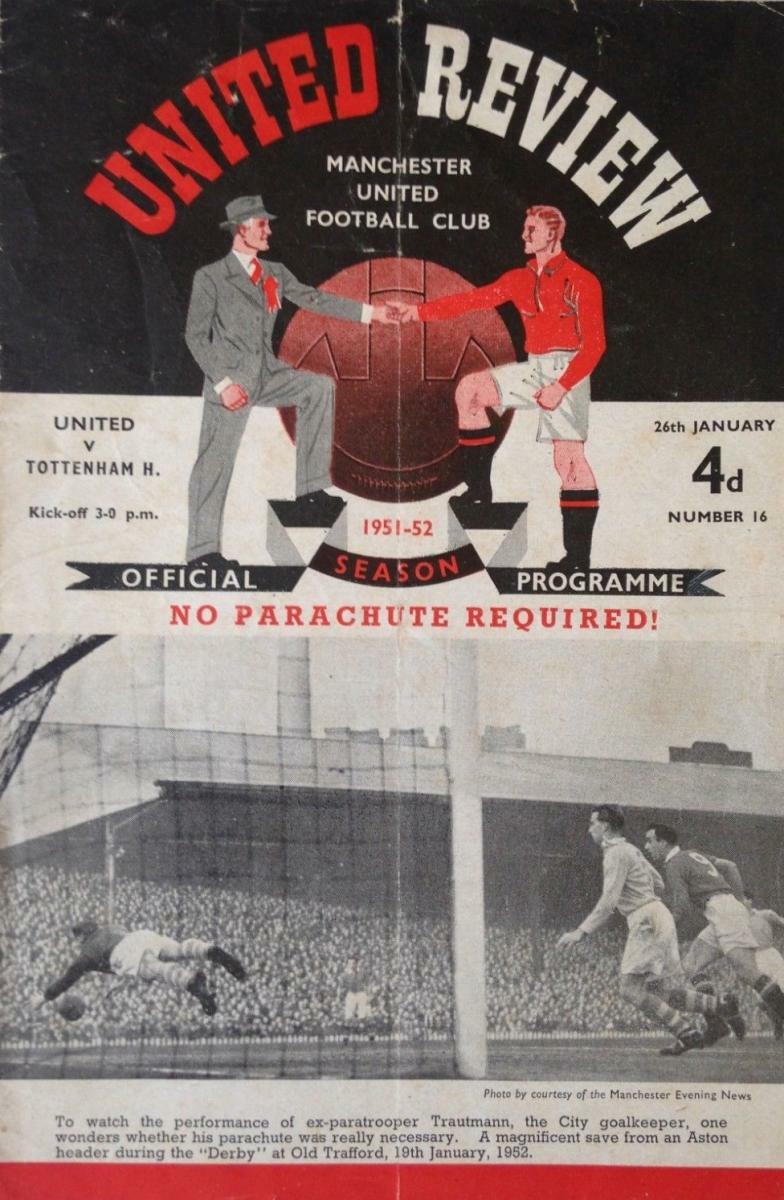 UNITED REVIEW
MANCHESTER
UNITED
FOOTBALL CLUB
UNITED
V
TOTTENHAM H.
Kick-off 3-0 p.m.
26th JANUARY
4d
NUMBER 16
1951-52
OFFICIAL SEASON PROGRAMME
NO PARACHUTE REQUIRED!
9
Photo by courtesy of the Manchester Evening News
To watch the performance of ex-paratrooper Trautmann, the City goalkeeper, one
wonders whether his parachute was really necessary. A magnificent save from an Aston
header during the "Derby" at Old Trafford, 19th January, 1952.